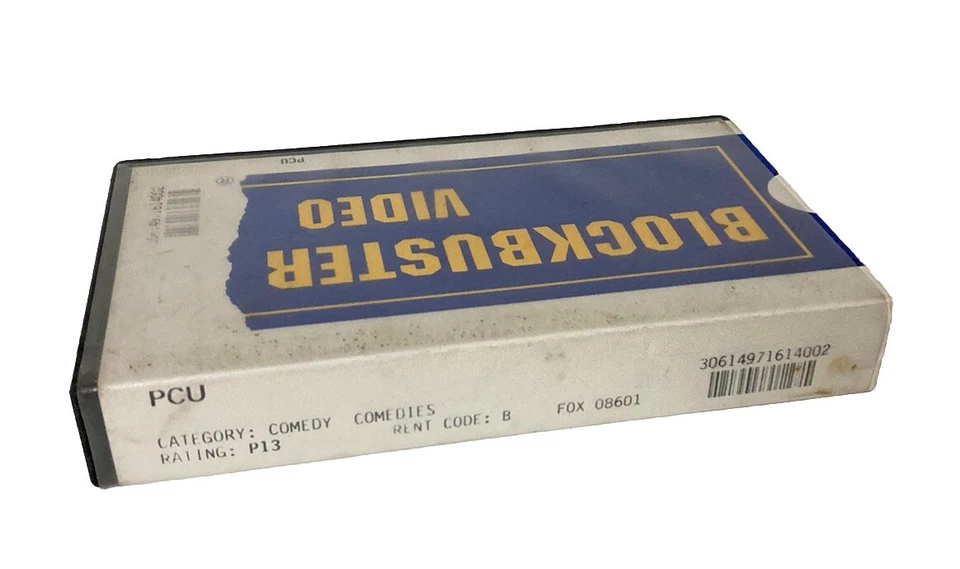 PCU
BLOCKBUSTER
VIDEO
PCU
CATEGORY: COMEDY COMEDIES
RATING: P13
RENT CODE: B
FOX 08601
30614971614002